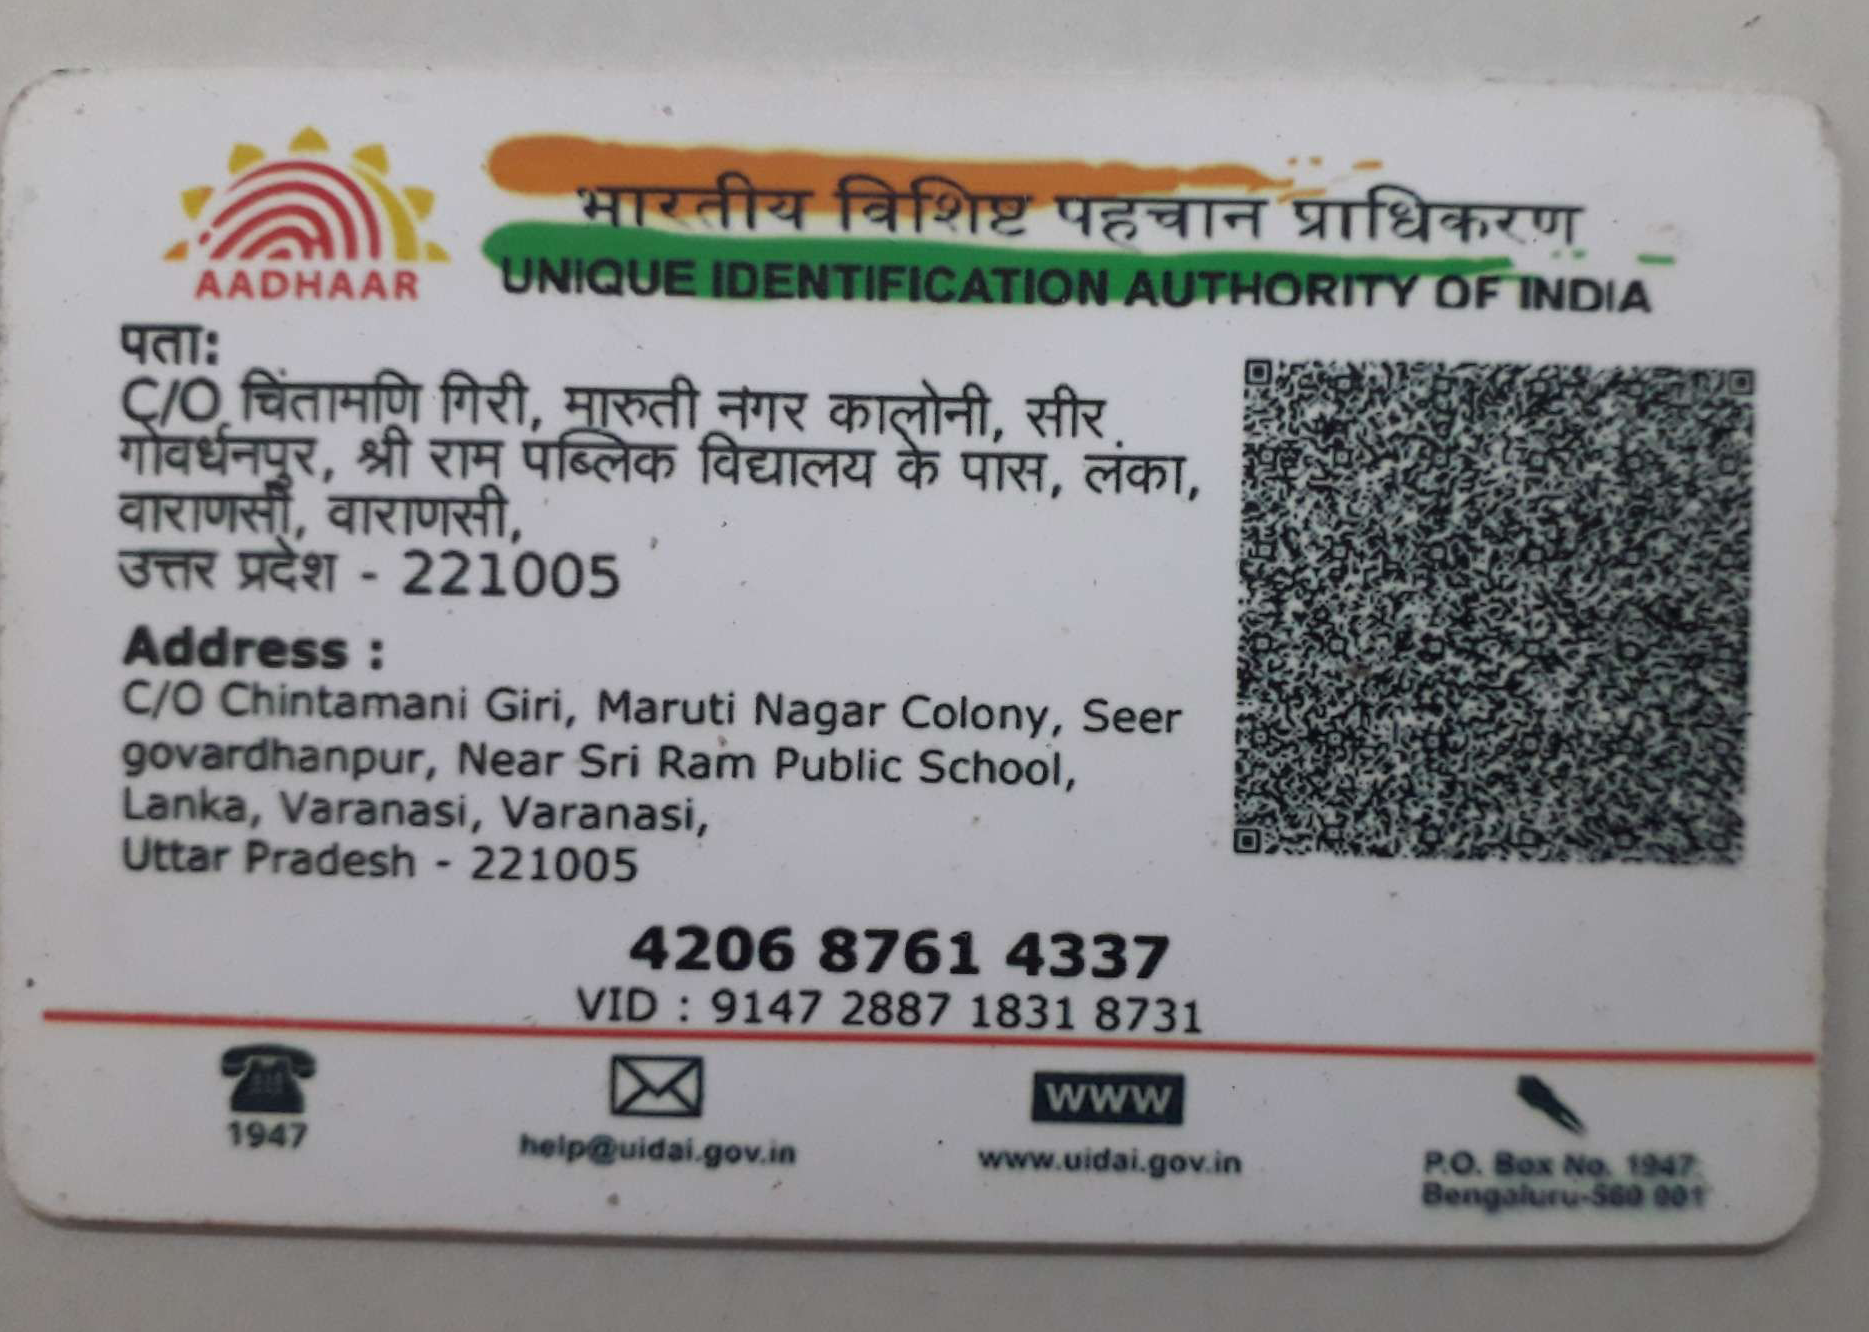 भारतीय विशिष्ट पहचान प्राधिकरण
AADHAAR
UNIQUE IDENTIFICATION AUTHORITY OF INDIA
पता:
C/O चिंतामणि गिरी, मारुती नगर कालोनी, सीर
गोवर्धनपुर, श्री राम पब्लिक विद्यालय के पास, लंका,
वाराणसी, वाराणसी,
उत्तर प्रदेश - 221005
Address :
C/O Chintamani Giri, Maruti Nagar Colony, Seer
govardhanpur, Near Sri Ram Public School,
Lanka, Varanasi, Varanasi,
Uttar Pradesh - 221005
4206 8761 4337
VID : 9147 2887 1831 8731
WWW
1947
help@uidai.gov.in
www.uidai.gov.in
P.O. Box No. 1947,
Bengaluru-560 001